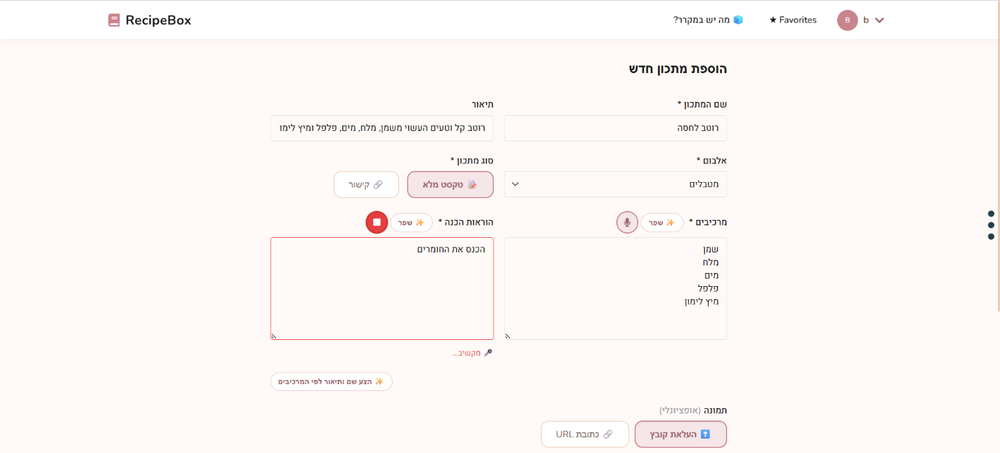 RecipeBox
🧊 מה יש במקרר?
★ Favorites
B
b
הוספת מתכון חדש
שם המתכון *
תיאור
רוטב לחסה
רוטב קל וטעים העשוי משמן, מלח, מים, פלפל ומיץ לימו
אלבום *
סוג מתכון *
מטבלים
📝 טקסט מלא
🔗 קישור
מרכיבים *
✨ שפר
הוראות הכנה *
✨ שפר
שמן
מלח
מים
פלפל
מיץ לימון
הכנס את החומרים
🎤 מקשיב...
✨ הצע שם ותיאור לפי המרכיבים
תמונה (אופציונלי)
⬆️ העלאת קובץ
🔗 כתובת URL